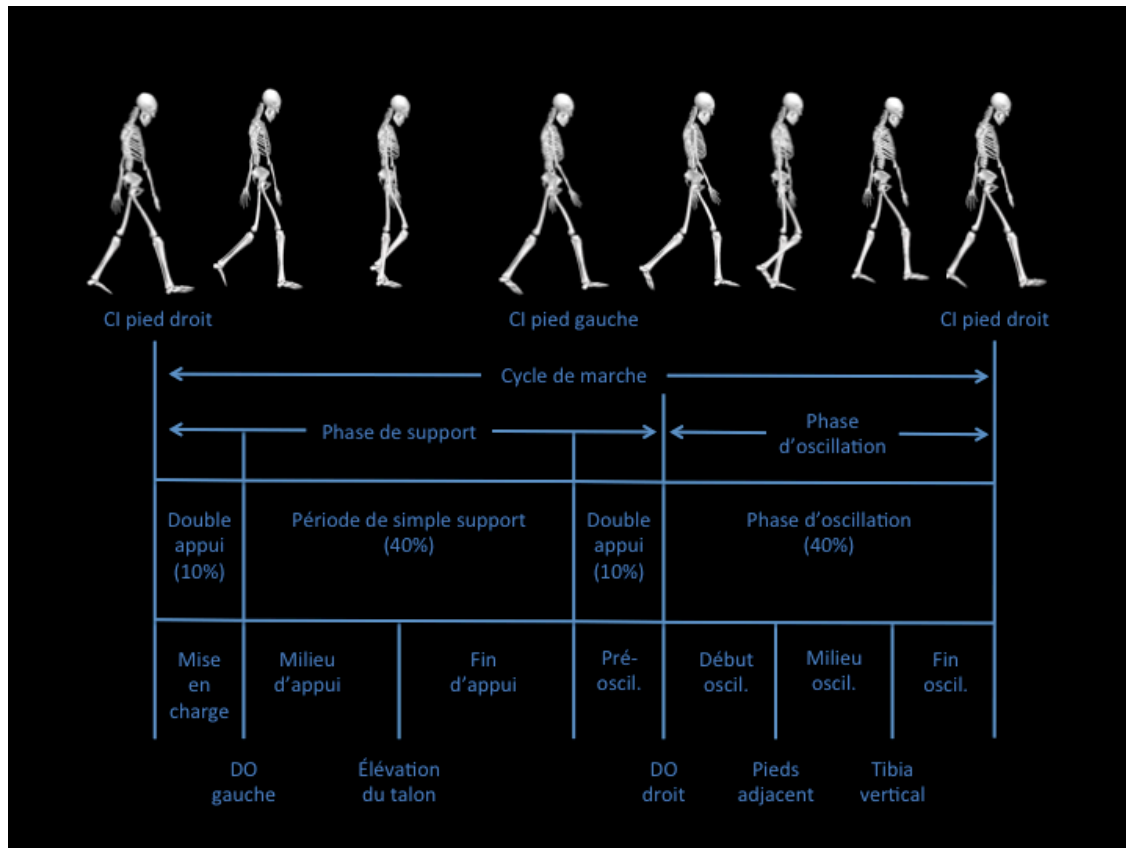 CI pied droit
CI pied gauche
CI pied droit
Cycle de marche
Phase de support
Phase
d'oscillation
Double
appui
(10%)
Période de simple support
(40%)
Double
appui
(10%)
Phase d'oscillation
(40%)
Mise
en
charge
Milieu
d'appui
Fin
d'appui
Pré-
oscil.
Début
oscil.
Milieu
oscil.
Fin
oscil.
DO
gauche
Élévation
du talon
DO
droit
Pieds
adjacent
Tibia
vertical